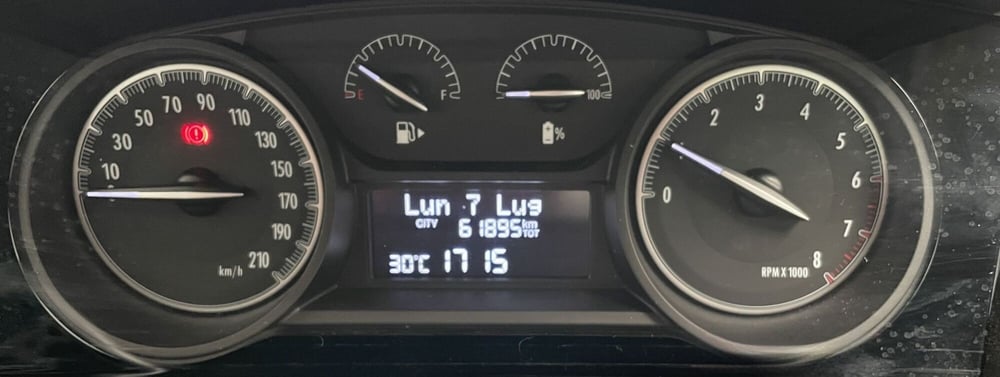 10 30 50 70 90 110 130 150 170 190 210
km/h
E F
100
%
Lun 7 Lug
CITY 61895 km TOT
30°C 17 15
0 2 3 4 5 6 7 8
RPM X 1000